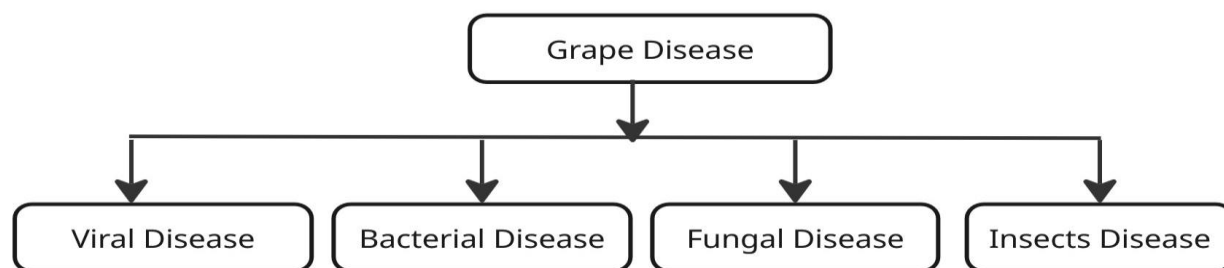 Grape Disease
Viral Disease
Bacterial Disease
Fungal Disease
Insects Disease